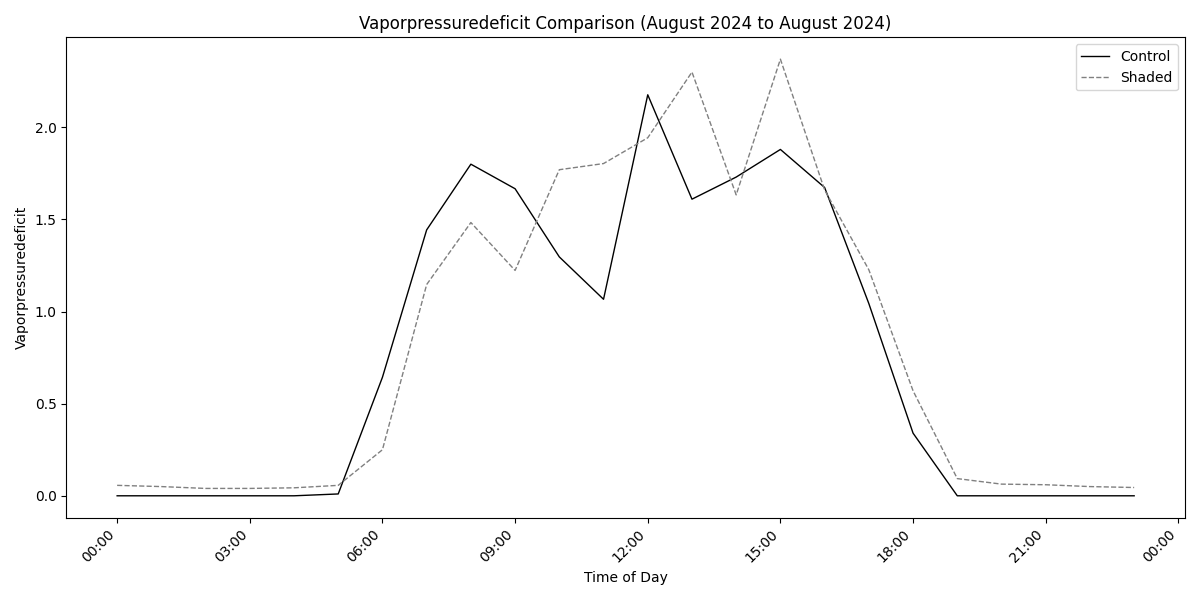 Vaporpressuredeficit Comparison (August 2024 to August 2024)
Control
Shaded
Vaporpressuredeficit
2.0
1.5
1.0
0.5
0.0
00:00
03:00
06:00
09:00
12:00
15:00
18:00
21:00
00:00
Time of Day